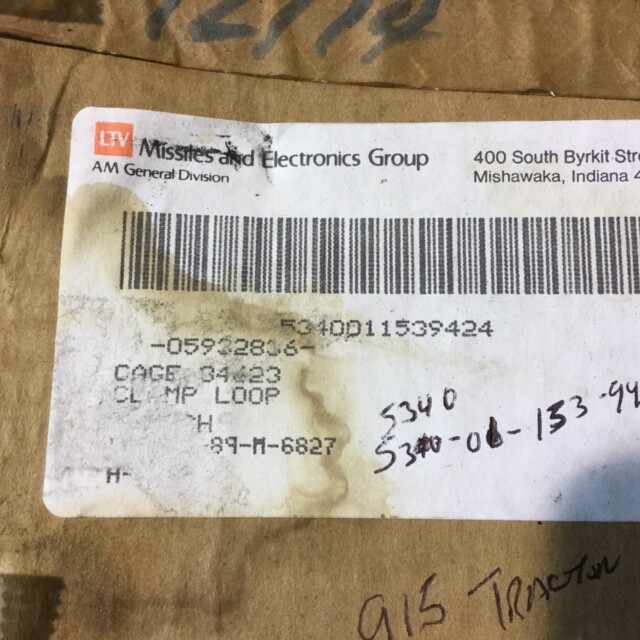 LTV Missiles and Electronics Group
AM General Division
400 South Byrkit Stre
Mishawaka, Indiana 4
5340011539424
-05932836-
CAGE 34623
CLAMP LOOP
CH
89-M-6827
H-
5340
5340-01-153-94
915 TRACTOR